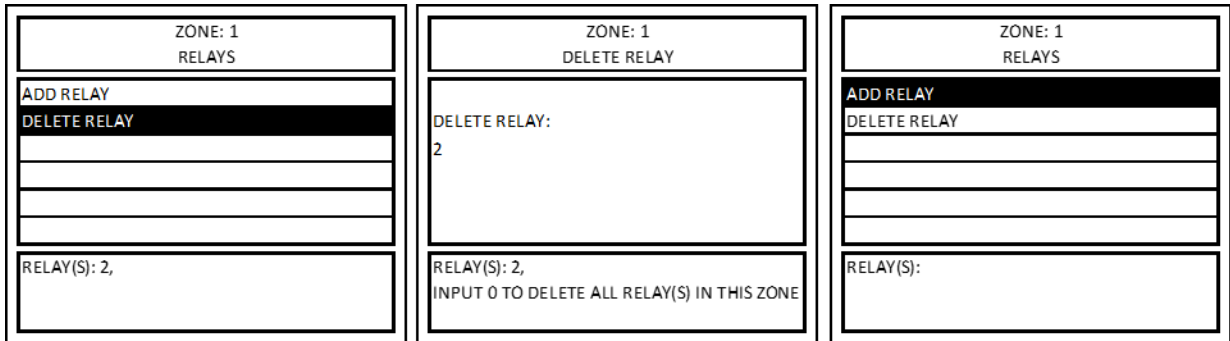 ZONE: 1
RELAYS
ADD RELAY
DELETE RELAY
RELAY(S): 2,
ZONE: 1
DELETE RELAY
DELETE RELAY:
2
RELAY(S): 2,
INPUT 0 TO DELETE ALL RELAY(S) IN THIS ZONE
ZONE: 1
RELAYS
ADD RELAY
DELETE RELAY
RELAY(S):